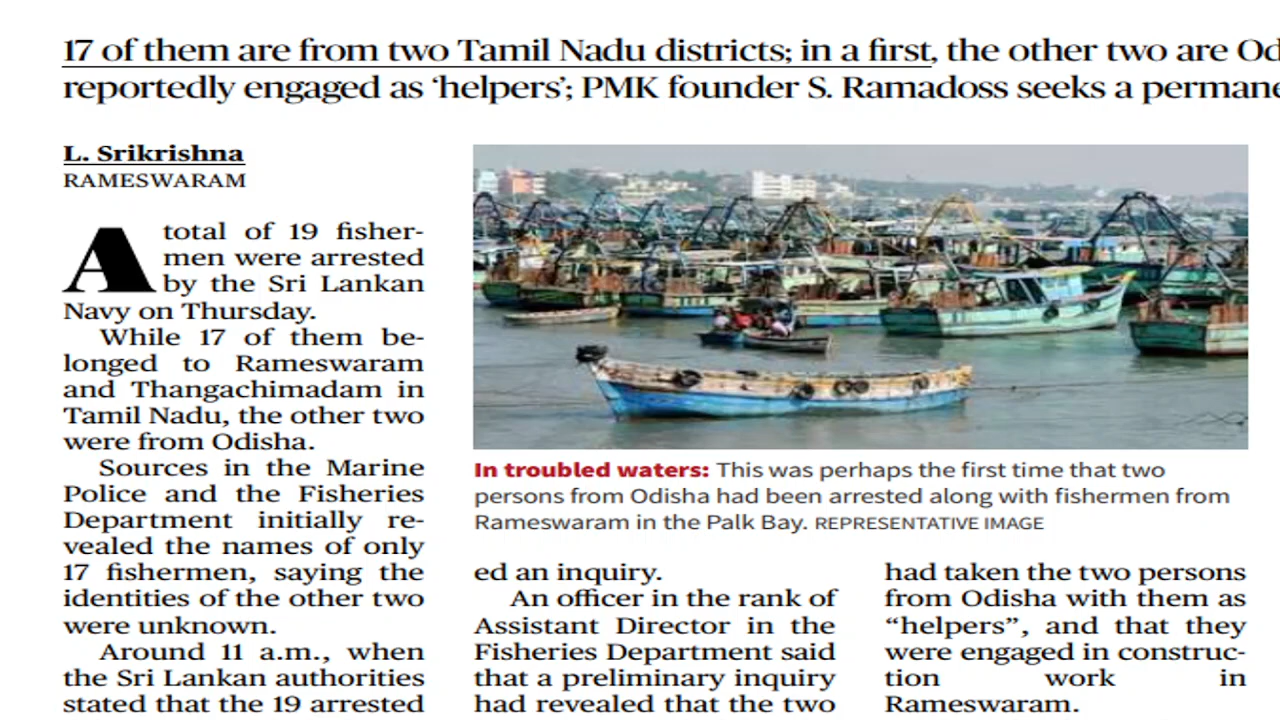 17 of them are from two Tamil Nadu districts; in a first, the other two are
reportedly engaged as ‘helpers’; PMK founder S. Ramadoss seeks a
L. Srikrishna
RAMESWARAM
A total of 19 fisher-
men were arrested
by the Sri Lankan
Navy on Thursday.
While 17 of them be-
longed to Rameswaram
and Thangachimadam in
Tamil Nadu, the other two
were from Odisha.
Sources in the Marine
Police and the Fisheries
Department initially re-
vealed the names of only
17 fishermen, saying the
identities of the other two
were unknown.
Around 11 a.m., when
the Sri Lankan authorities
stated that the 19 arrested
In troubled waters: This was perhaps the first time that two
persons from Odisha had been arrested along with fishermen from
Rameswaram in the Palk Bay. REPRESENTATIVE IMAGE
ed an inquiry.
An officer in the rank of
Assistant Director in the
Fisheries Department said
that a preliminary inquiry
had revealed that the two
had taken the two persons
from Odisha with them as
“helpers”, and that they
were engaged in construc-
tion work in
Rameswaram.